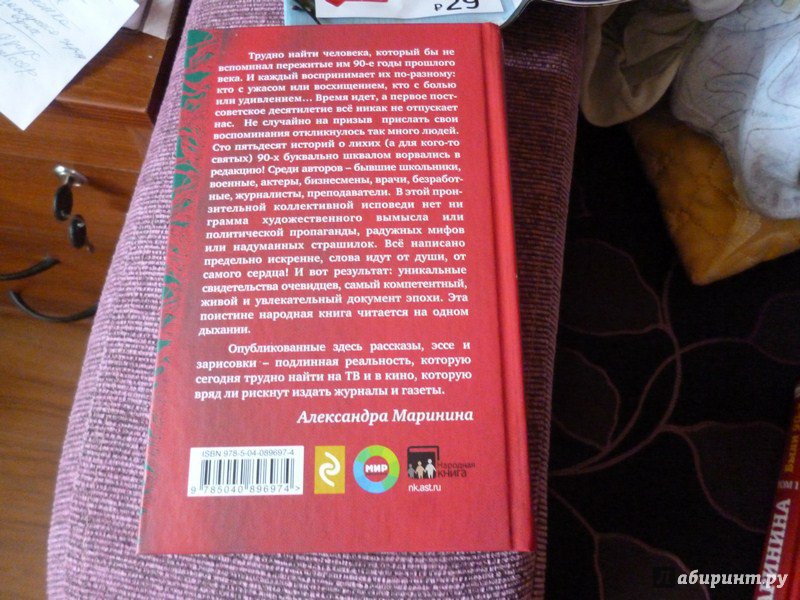 ₽29
Трудно найти человека, который бы не
вспоминал пережитые им 90-е годы прошлого
века. И каждый воспринимает их по-разному:
кто с ужасом или восхищением, кто с болью
или удивлением... Время идет, а первое пост-
советское десятилетие всё никак не отпускает
нас. Не случайно на призыв прислать свои
воспоминания откликнулось так много людей.
Сто пятьдесят историй о лихих (а для кого-то
святых) 90-х буквально шквалом ворвались в
редакцию! Среди авторов – бывшие школьники,
военные, актеры, бизнесмены, врачи, безработ-
ные, журналисты, преподаватели. В этой прон-
зительной коллективной исповеди нет ни
грамма художественного вымысла или
политической пропаганды, радужных мифов
или надуманных страшилок. Всё написано
предельно искренне, слова идут от души, от
самого сердца! И вот результат: уникальные
свидетельства очевидцев, самый компетентный,
живой и увлекательный документ эпохи. Эта
поистине народная книга читается на одном
дыхании.
Опубликованные здесь рассказы, эссе и
зарисовки – подлинная реальность, которую
сегодня трудно найти на ТВ и в кино, которую
вряд ли рискнут издать журналы и газеты.
Александра Маринина
ISBN 978-5-04-089697-4
9 785040 896974
МИР
Народная
книга
nk.ast.ru
Лабиринт.ру